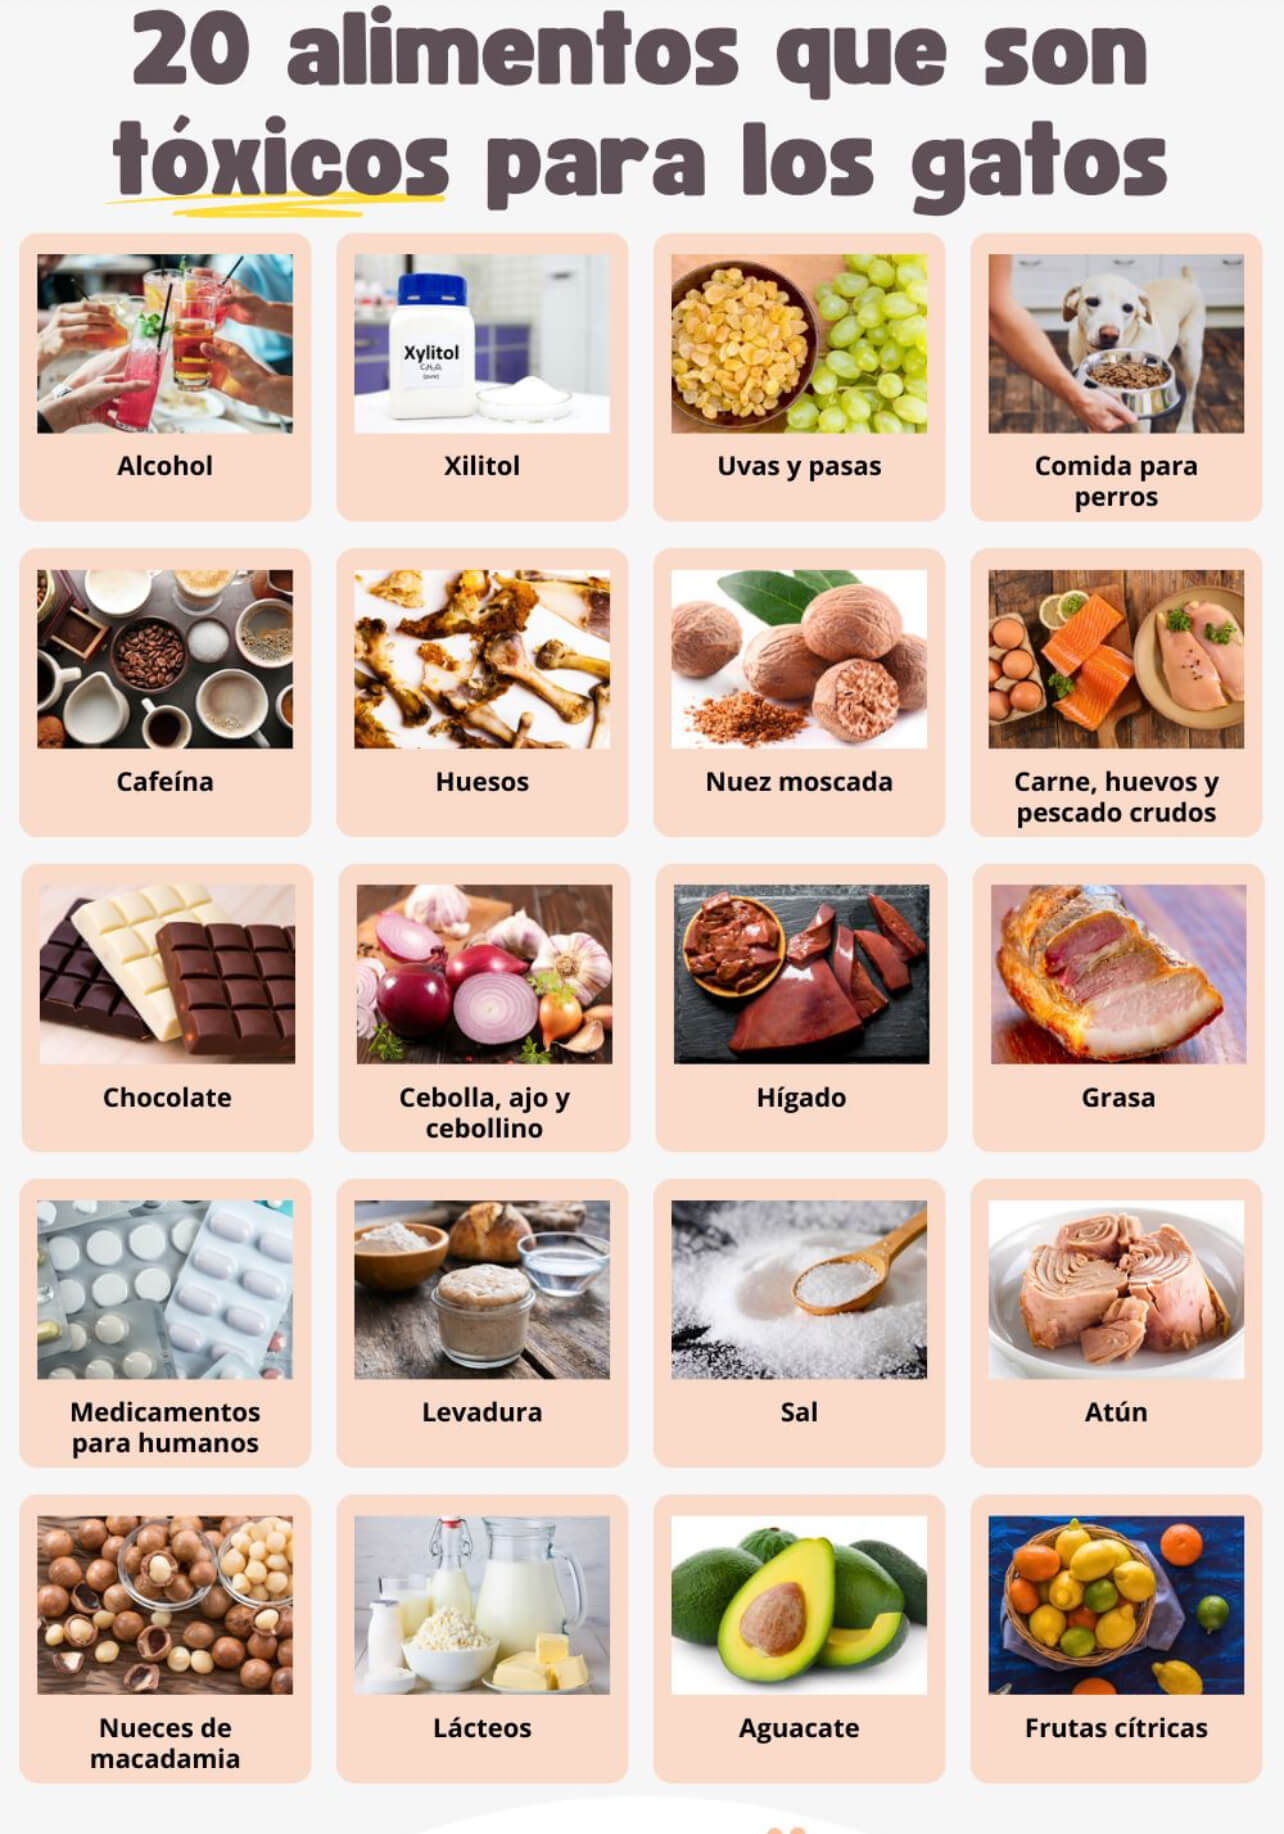 20 alimentos que son
tóxicos para los gatos
Xylitol
Alcohol
Xilitol
Uvas y pasas
Comida para
perros
Cafeína
Huesos
Nuez moscada
Carne, huevos y
pescado crudos
Chocolate
Cebolla, ajo y
cebollino
Hígado
Grasa
Medicamentos
para humanos
Levadura
Sal
Atún
Nueces de
macadamia
Lácteos
Aguacate
Frutas cítricas